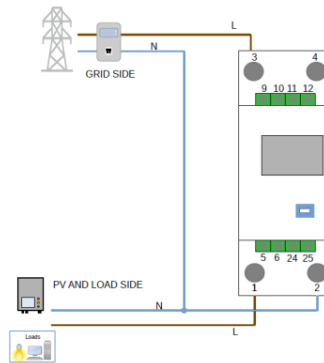 L
N
GRID SIDE
3 4
9 10 11 12
5 6 24 25
1 2
PV AND LOAD SIDE
N
L
Loads